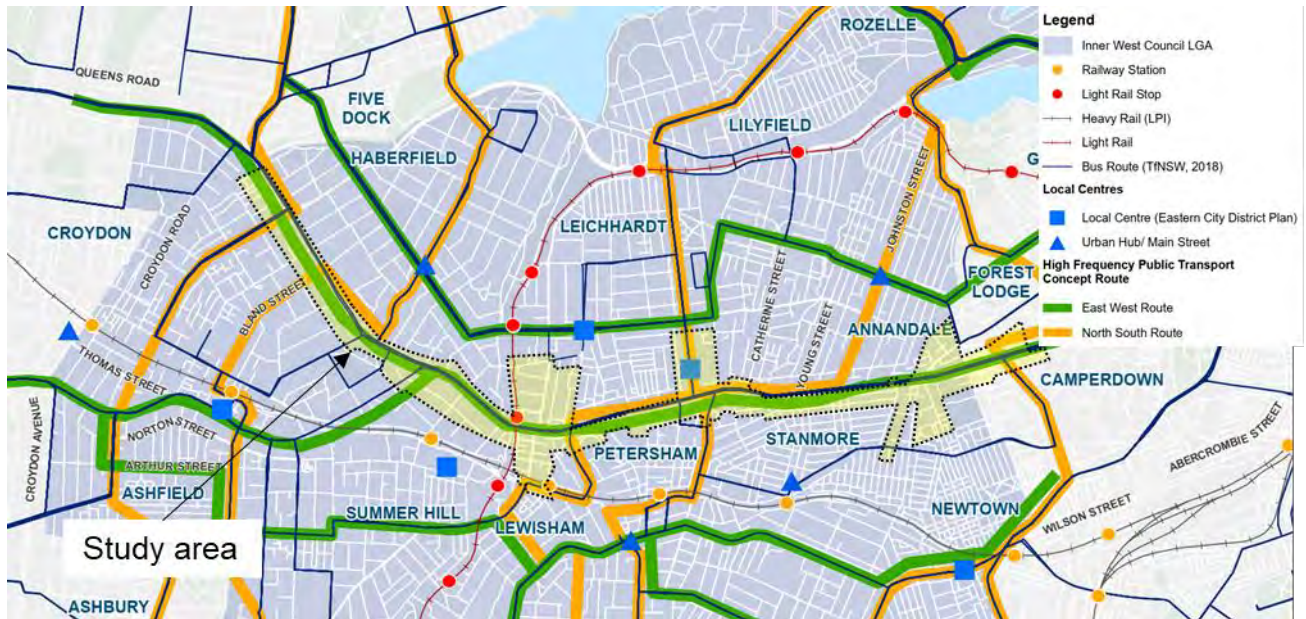 ROZELLE
QUEENS ROAD
FIVE
DOCK
HABERFIELD
LILYFIELD
G
CROYDON ROAD
CROYDON
LEICHHARDT
JOHNSTON STREET
FOREST
LODGE
BLAND STREET
CATHERINE STREET
YOUNG STREET
ANNANDALE
THOMAS STREET
CAMPERDOWN
CROYDON AVENUE
NORTON STREET
ARTHUR STREET
ASHFIELD
PETERSHAM
STANMORE
ABERCROMBIE STREET
SUMMER HILL
LEWISHAM
NEWTOWN
WILSON STREET
Study area
ASHBURY
Legend
Inner West Council LGA
Railway Station
Light Rail Stop
Heavy Rail (LPI)
Light Rail
Bus Route (TfNSW, 2018)
Local Centres
Local Centre (Eastern City District Plan)
Urban Hub/ Main Street
High Frequency Public Transport
Concept Route
East West Route
North South Route